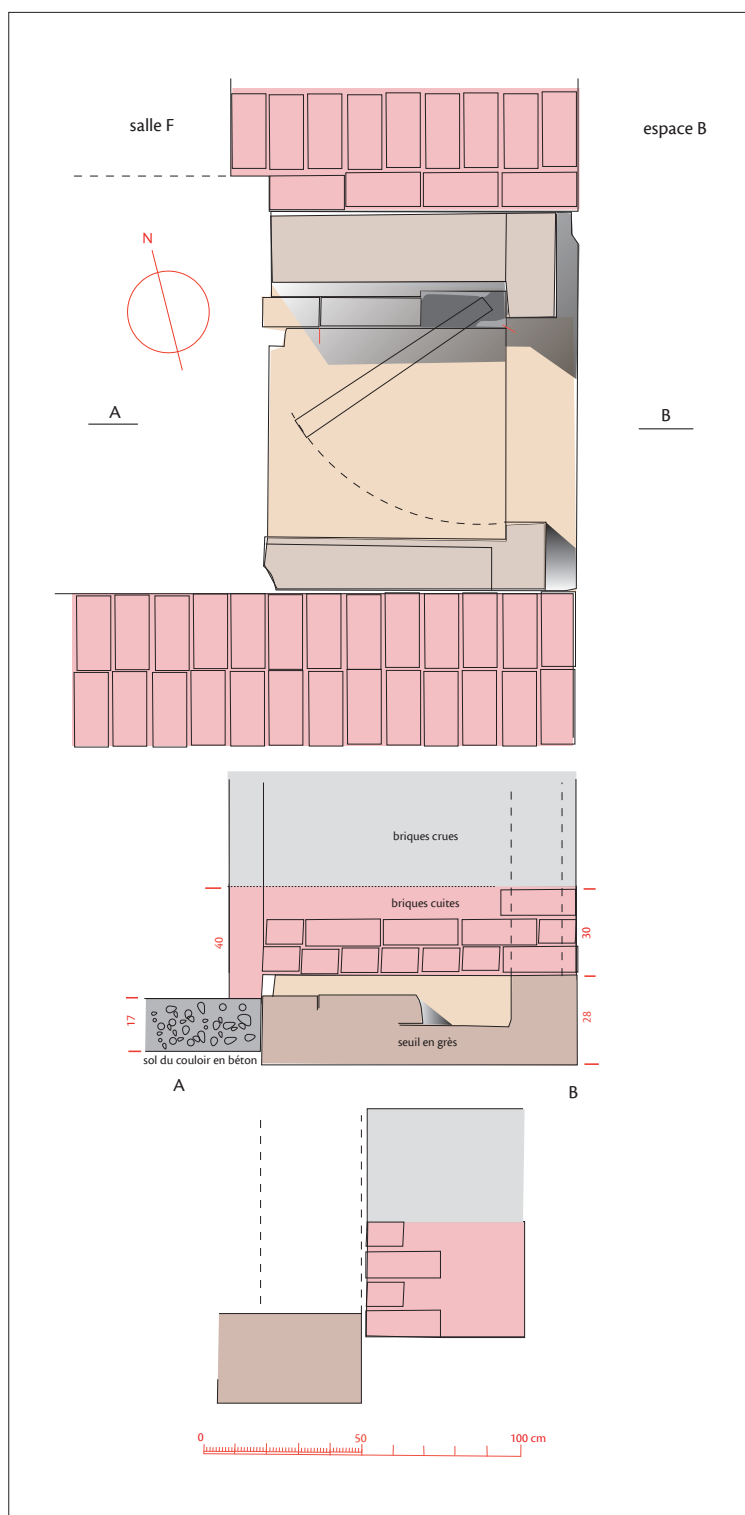 salle F
espace B
N
A
B
briques crues
briques cuites
40
30
17
28
seuil en grès
sol du couloir en béton
A
B
0
50
100 cm